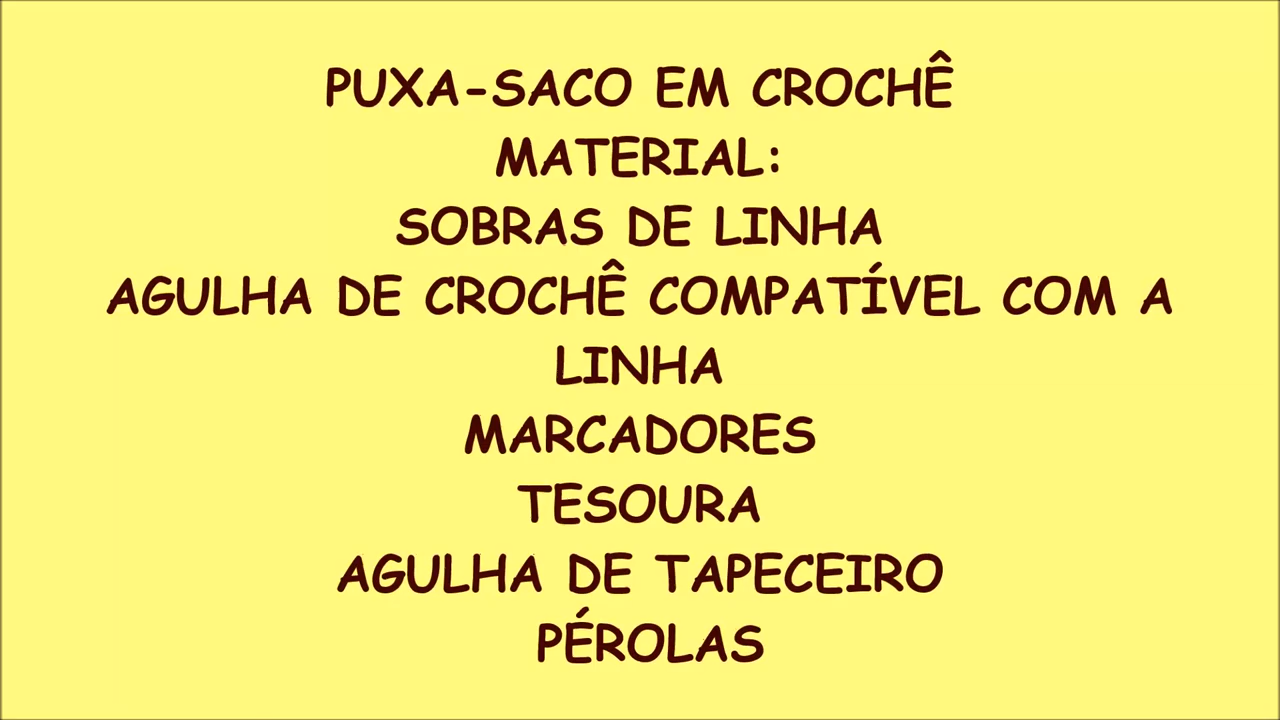 PUXA-SACO EM CROCHÊ
MATERIAL:
SOBRAS DE LINHA
AGULHA DE CROCHÊ COMPATÍVEL COM A
LINHA
MARCADORES
TESOURA
AGULHA DE TAPECEIRO
PÉROLAS